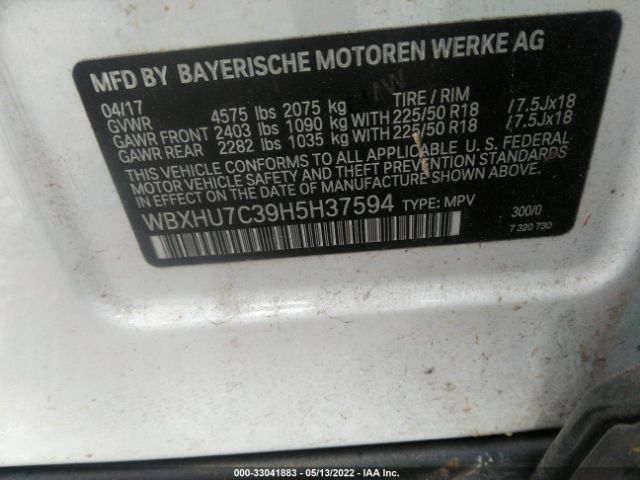 MFD BY BAYERISCHE MOTOREN WERKE AG
04/17 TIRE / RIM
GVWR 4575 lbs 2075 kg
GAWR FRONT 2403 lbs 1090 kg WITH 225/50 R18 /7.5Jx18
GAWR REAR 2282 lbs 1035 kg WITH 225/50 R18 /7.5Jx18
THIS VEHICLE CONFORMS TO ALL APPLICABLE U. S. FEDERAL
MOTOR VEHICLE SAFETY AND THEFT PREVENTION STANDARDS
IN EFFECT ON THE DATE OF MANUFACTURE SHOWN ABOVE.
WBXHU7C39H5H37594 TYPE: MPV 300/0
7 320 730
000-33041883 - 05/13/2022 - IAA Inc.